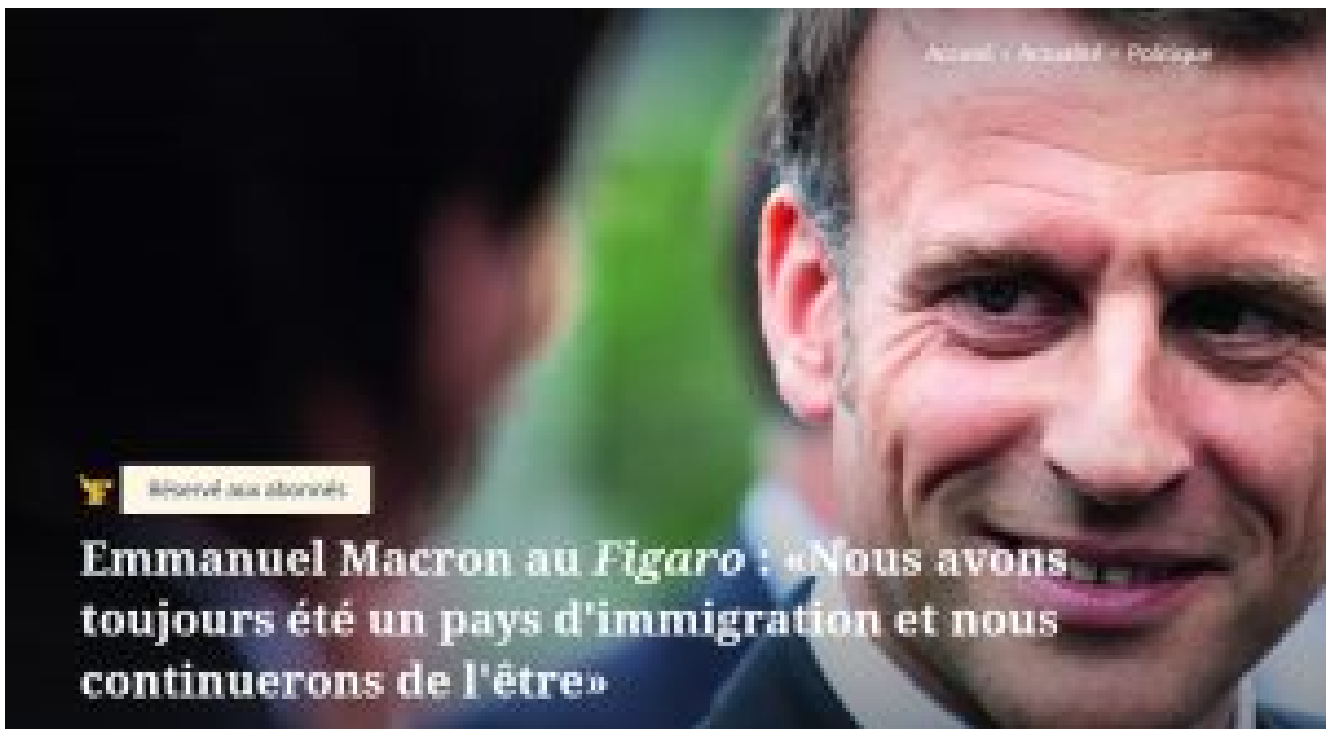 Accueil > Actualité > Politique
Réservé aux abonnés
Emmanuel Macron au Figaro : «Nous avons
toujours été un pays d'immigration et nous
continuerons de l'être»